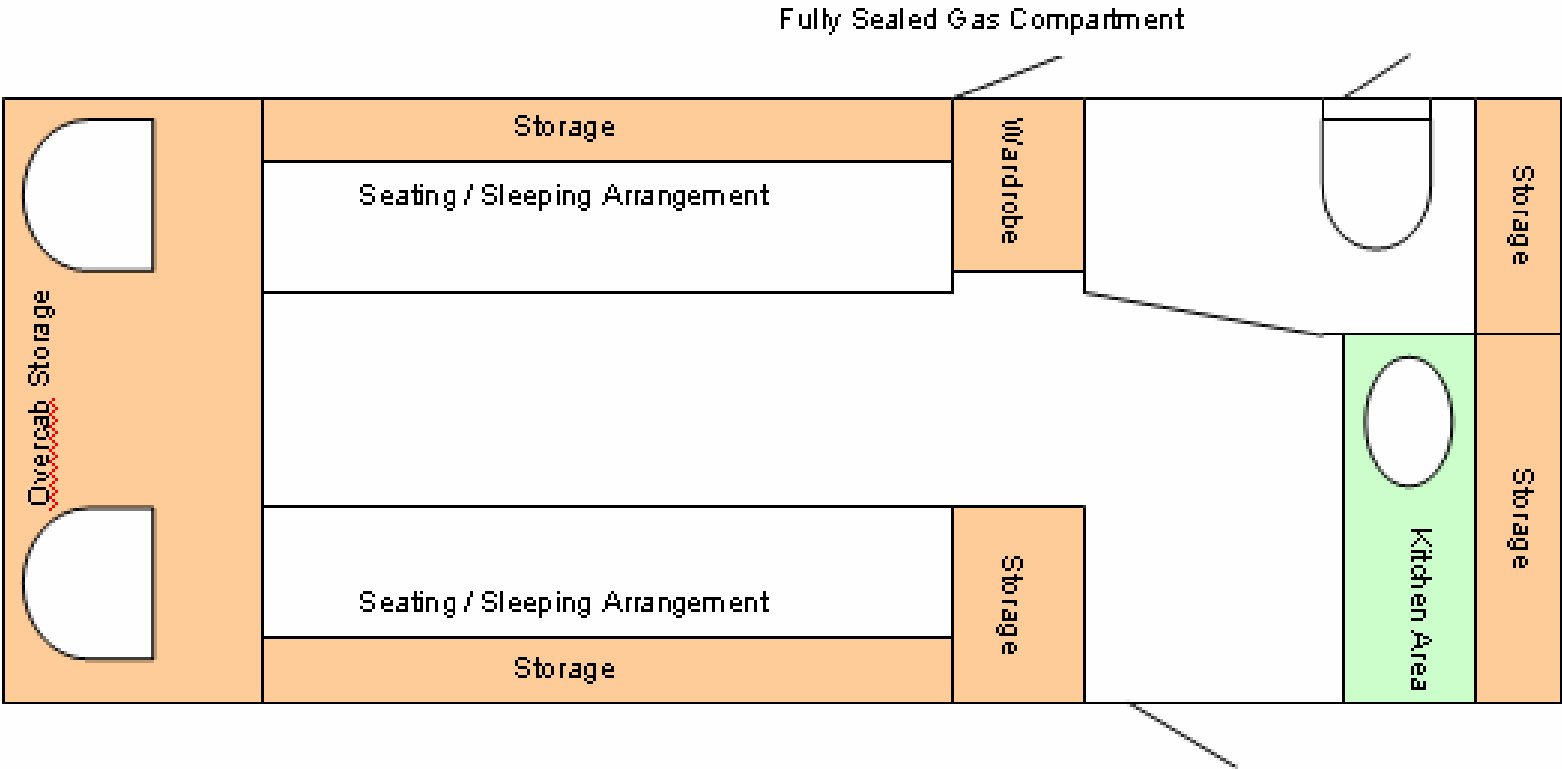 Fully Sealed Gas Compartment
Storage
Wardrobe
Storage
Seating / Sleeping Arrangement
Overcab Storage
Storage
Kitchen Area
Storage
Seating / Sleeping Arrangement
Storage